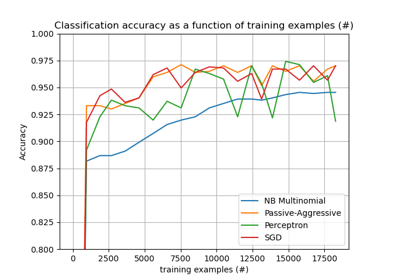 Classification accuracy as a function of training examples (#)
1.000
0.975
0.950
0.925
0.900
0.875
0.850
0.825
0.800
Accuracy
NB Multinomial
Passive-Aggressive
Perceptron
SGD
0 2500 5000 7500 10000 12500 15000 17500
training examples (#)